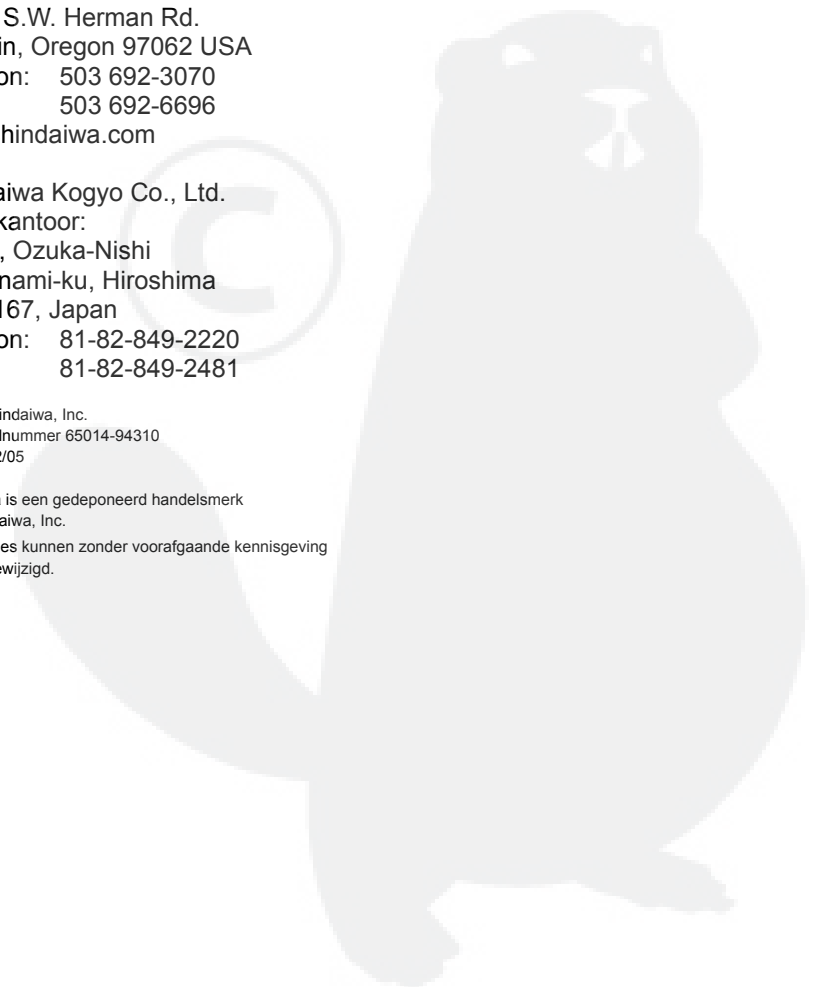 S.W. Herman Rd.
in, Oregon 97062 USA
on: 503 692-3070
503 692-6696
hindaiwa.com
aiwa Kogyo Co., Ltd.
kantoor:
, Ozuka-Nishi
nami-ku, Hiroshima
167, Japan
on: 81-82-849-2220
81-82-849-2481
indaiwa, Inc.
lnummer 65014-94310
2/05
is een gedeponeerd handelsmerk
aiwa, Inc.
es kunnen zonder voorafgaande kennisgeving
ewijzigd.
©